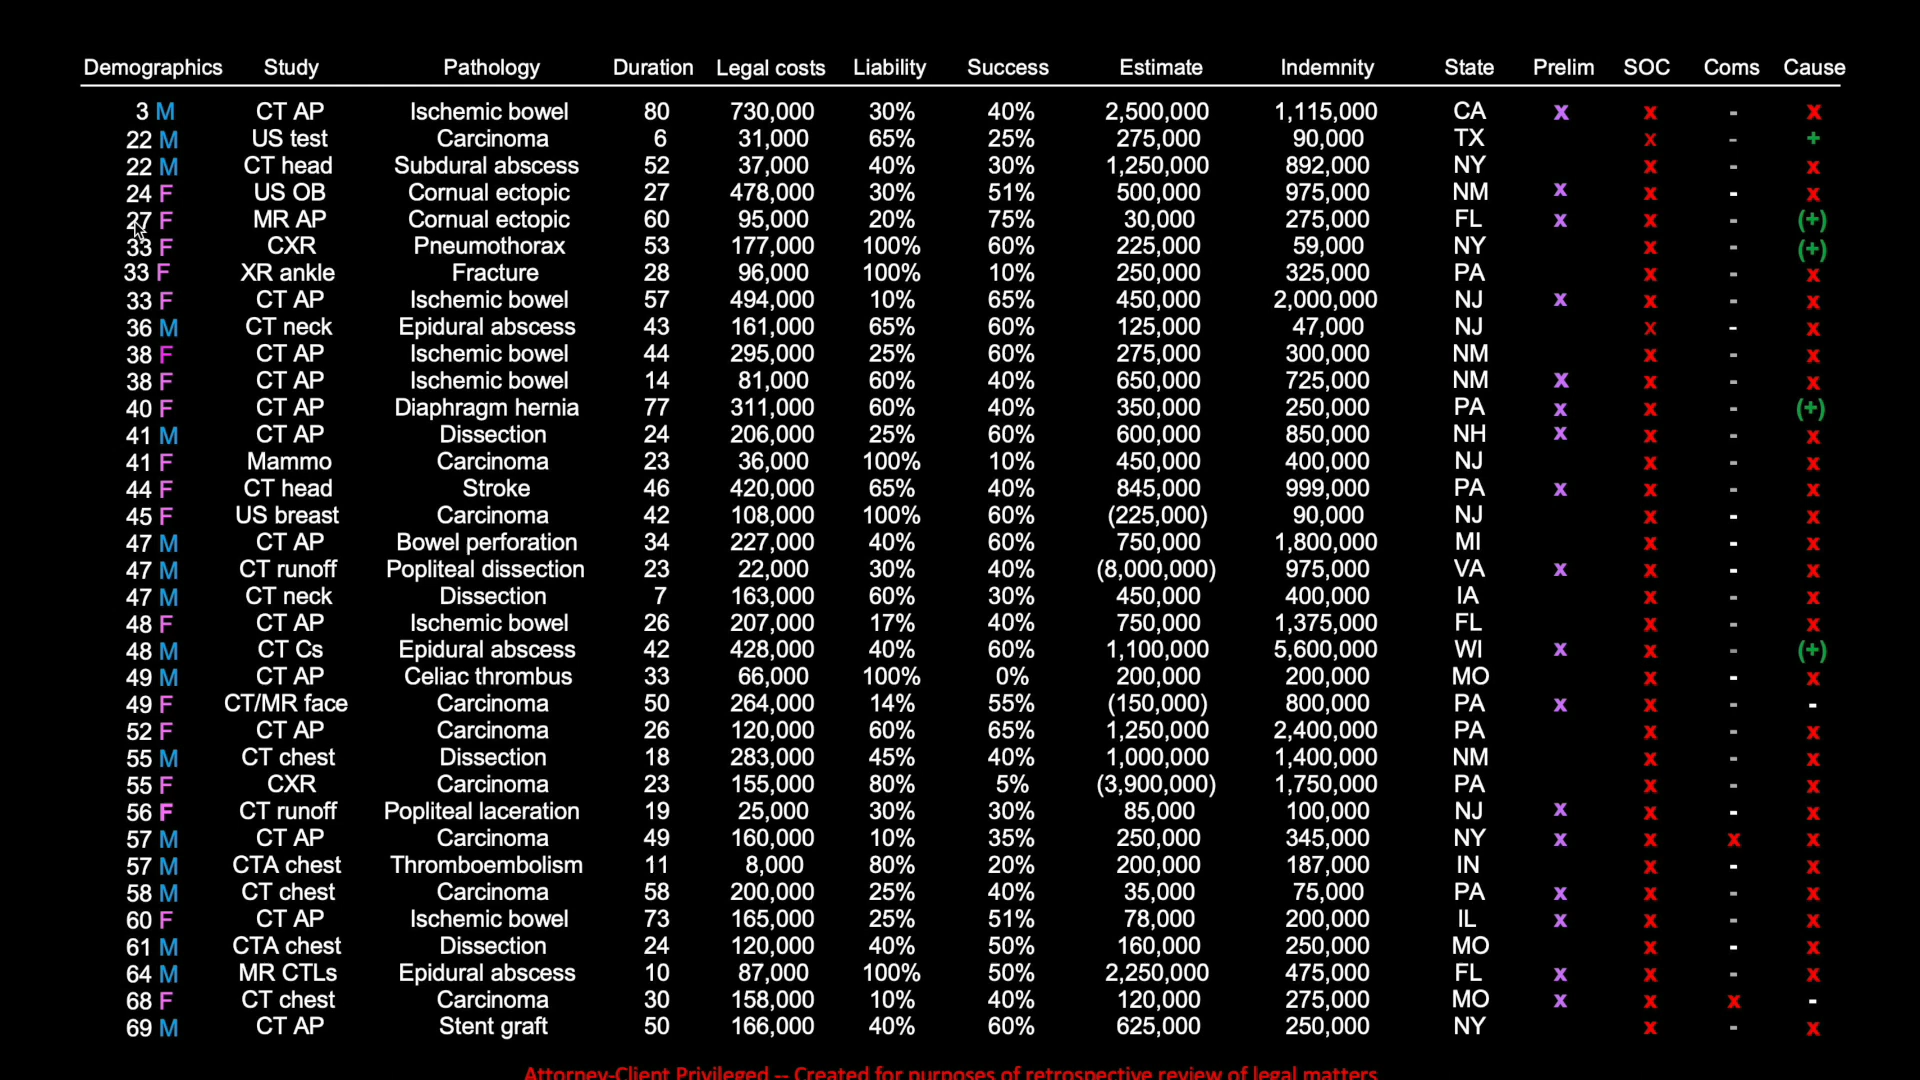 Demographics Study Pathology Duration Legal costs Liability Success Estimate Indemnity State Prelim SOC Coms Cause
3 M CT AP Ischemic bowel 80 730,000 30% 40% 2,500,000 1,115,000 CA x x - x
22 M US test Carcinoma 6 31,000 65% 25% 275,000 90,000 TX x - +
22 M CT head Subdural abscess 52 37,000 40% 30% 1,250,000 892,000 NY x - x
24 F US OB Cornual ectopic 27 478,000 30% 51% 500,000 975,000 NM x x - x
27 F MR AP Cornual ectopic 60 95,000 20% 75% 30,000 275,000 FL x x - (+)
33 F CXR Pneumothorax 53 177,000 100% 60% 225,000 59,000 NY x - (+)
33 F XR ankle Fracture 28 96,000 100% 10% 250,000 325,000 PA x - x
33 F CT AP Ischemic bowel 57 494,000 10% 65% 450,000 2,000,000 NJ x x - x
36 M CT neck Epidural abscess 43 161,000 65% 60% 125,000 47,000 NJ x - x
38 F CT AP Ischemic bowel 44 295,000 25% 60% 275,000 300,000 NM x - x
38 F CT AP Ischemic bowel 14 81,000 60% 40% 650,000 725,000 NM x x - x
40 F CT AP Diaphragm hernia 77 311,000 60% 40% 350,000 250,000 PA x x - (+)
41 M CT AP Dissection 24 206,000 25% 60% 600,000 850,000 NH x x - x
41 F Mammo Carcinoma 23 36,000 100% 10% 450,000 400,000 NJ x - x
44 F CT head Stroke 46 420,000 65% 40% 845,000 999,000 PA x x - x
45 F US breast Carcinoma 42 108,000 100% 60% (225,000) 90,000 NJ x - x
47 M CT AP Bowel perforation 34 227,000 40% 60% 750,000 1,800,000 MI x - x
47 M CT runoff Popliteal dissection 23 22,000 30% 40% (8,000,000) 975,000 VA x x - x
47 M CT neck Dissection 7 163,000 60% 30% 450,000 400,000 IA x - x
48 F CT AP Ischemic bowel 26 207,000 17% 40% 750,000 1,375,000 FL x - x
48 M CT Cs Epidural abscess 42 428,000 40% 60% 1,100,000 5,600,000 WI x x - (+)
49 M CT AP Celiac thrombus 33 66,000 100% 0% 200,000 200,000 MO x - x
49 F CT/MR face Carcinoma 50 264,000 14% 55% (150,000) 800,000 PA x x - -
52 F CT AP Carcinoma 26 120,000 60% 65% 1,250,000 2,400,000 PA x - x
55 M CT chest Dissection 18 283,000 45% 40% 1,000,000 1,400,000 NM x - x
55 F CXR Carcinoma 23 155,000 80% 5% (3,900,000) 1,750,000 PA x - x
56 F CT runoff Popliteal laceration 19 25,000 30% 30% 85,000 100,000 NJ x x - x
57 M CT AP Carcinoma 49 160,000 10% 35% 250,000 345,000 NY x x x x
57 M CTA chest Thromboembolism 11 8,000 80% 20% 200,000 187,000 IN x - x
58 M CT chest Carcinoma 58 200,000 25% 40% 35,000 75,000 PA x x - x
60 F CT AP Ischemic bowel 73 165,000 25% 51% 78,000 200,000 IL x x - x
61 M CTA chest Dissection 24 120,000 40% 50% 160,000 250,000 MO x - x
64 M MR CTLs Epidural abscess 10 87,000 100% 50% 2,250,000 475,000 FL x x - x
68 F CT chest Carcinoma 30 158,000 10% 40% 120,000 275,000 MO x x x -
69 M CT AP Stent graft 50 166,000 40% 60% 625,000 250,000 NY x - x
Attorney-Client Privileged -- Created for purposes of retrospective review of legal matters